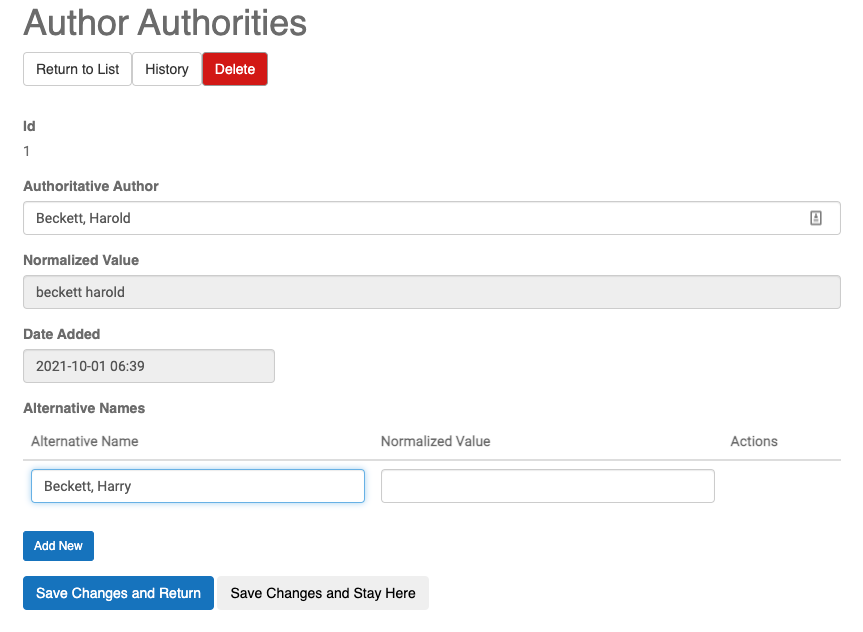 Author Authorities
Return to List History Delete
Id
1
Authoritative Author
Beckett, Harold
Normalized Value
beckett harold
Date Added
2021-10-01 06:39
Alternative Names
Alternative Name Normalized Value Actions
Beckett, Harry
Add New
Save Changes and Return Save Changes and Stay Here